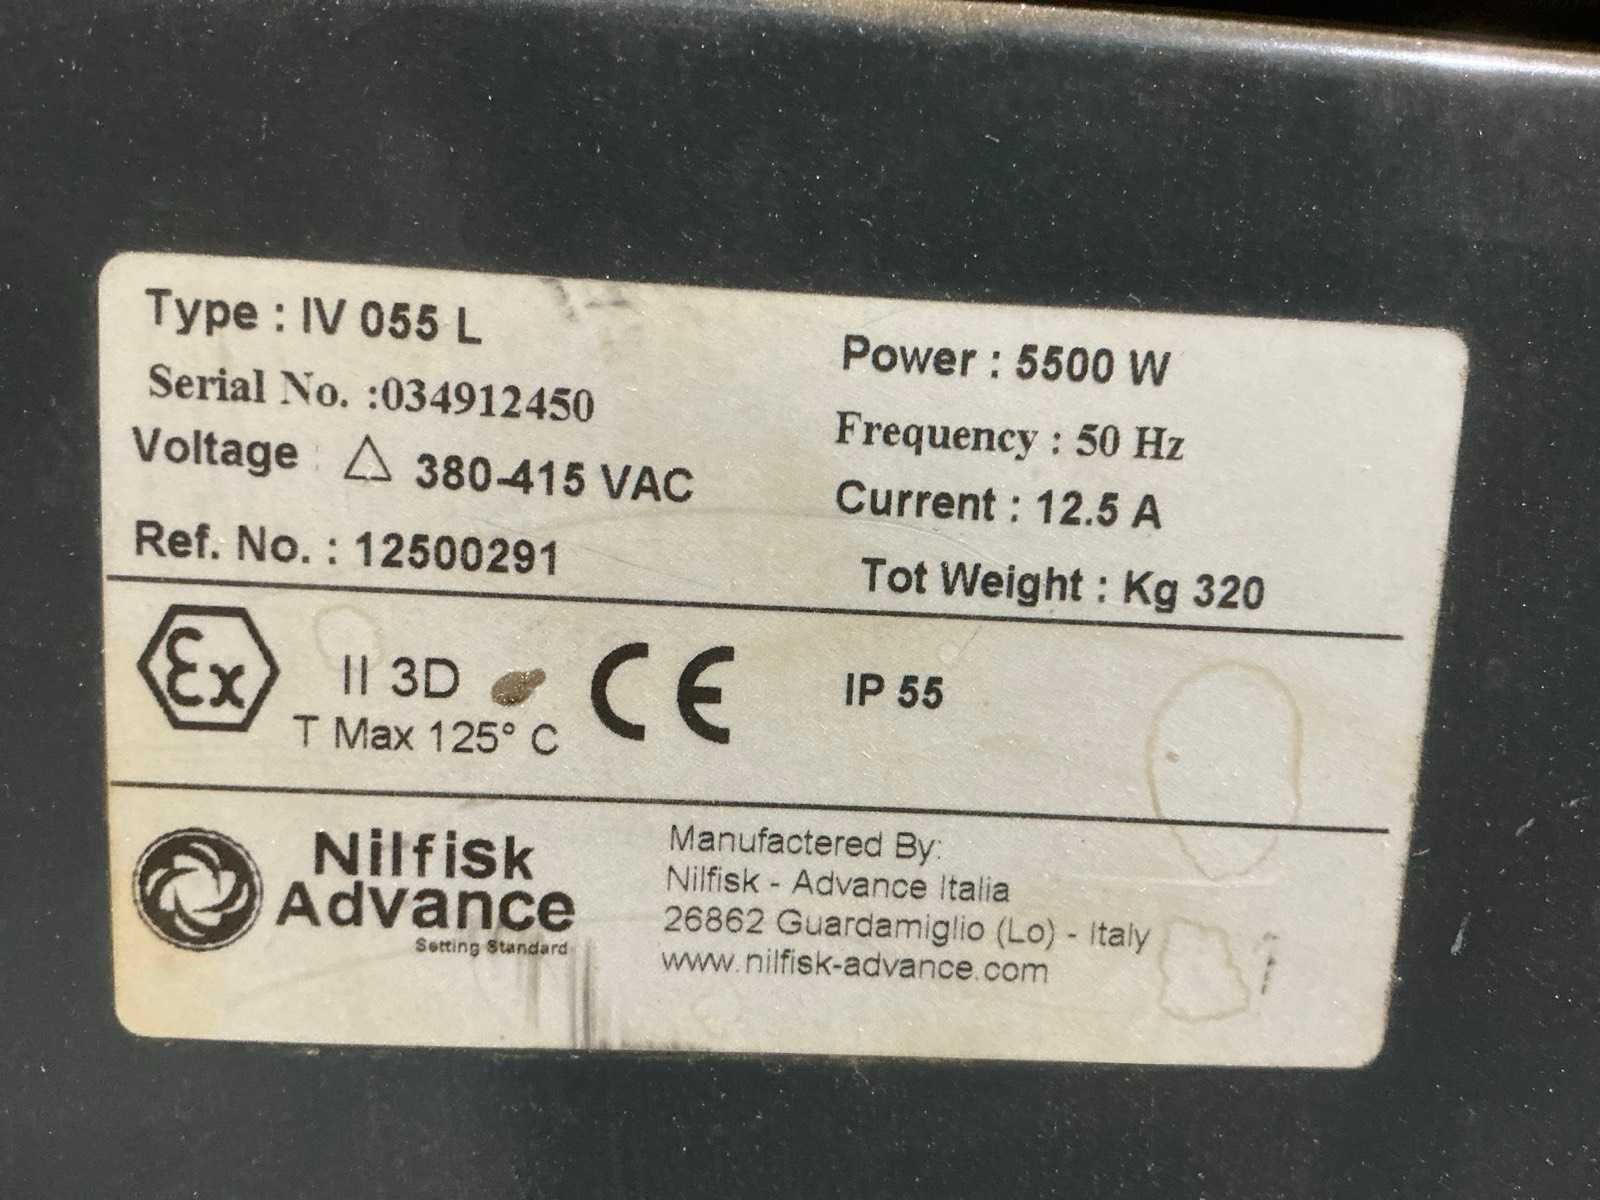 Type : IV 055 L
Serial No. :034912450
Voltage : △ 380-415 VAC
Ref. No. : 12500291
Power : 5500 W
Frequency : 50 Hz
Current : 12.5 A
Tot Weight : Kg 320
Ex II 3D
T Max 125° C
CE
IP 55
Nilfisk
Advance
Setting Standard
Manufactered By:
Nilfisk - Advance Italia
26862 Guardamiglio (Lo) - Italy
www.nilfisk-advance.com